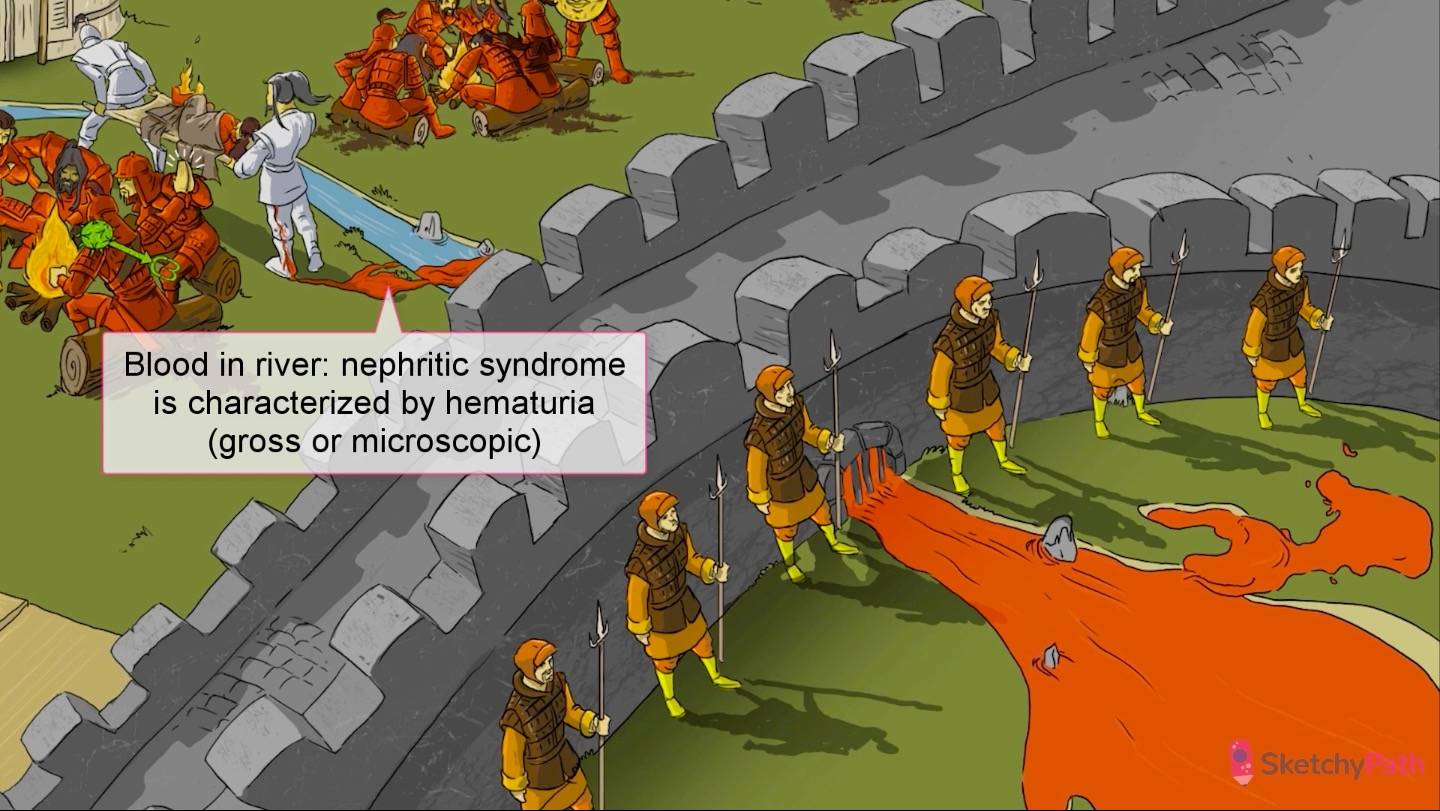 Blood in river: nephritic syndrome
is characterized by hematuria
(gross or microscopic)
SketchyPath